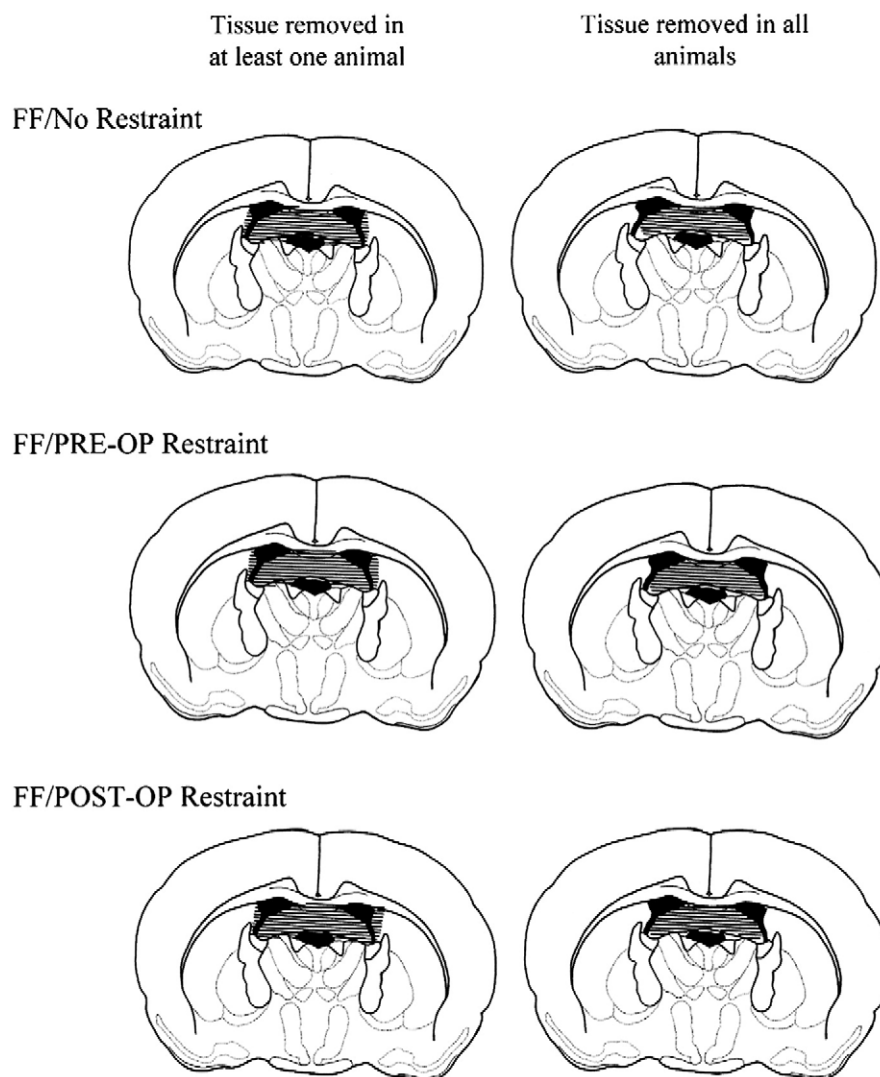 Tissue removed in
at least one animal
Tissue removed in all
animals
FF/No Restraint
FF/PRE-OP Restraint
FF/POST-OP Restraint